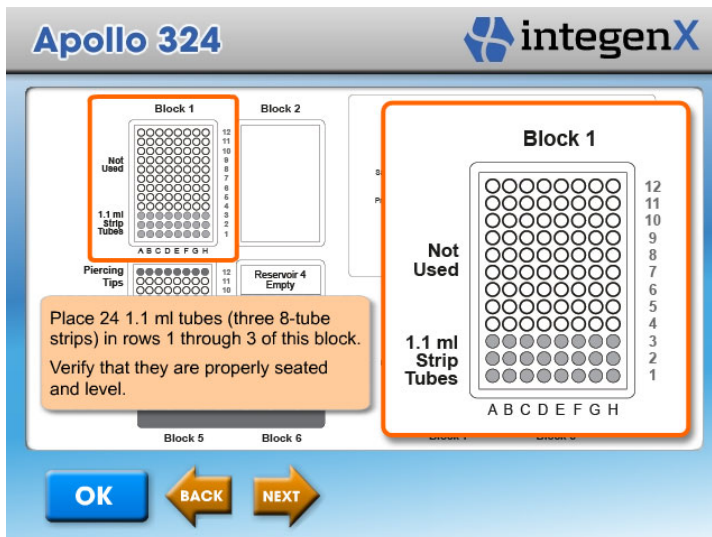 Apollo 324
integenX
Block 1
Block 2
12
11
10
9
8
7
6
5
4
3
2
1
Not
Used
1.1 ml
Strip
Tubes
A B C D E F G H
Piercing
Tips
12
11
10
Reservoir 4
Empty
Block 1
12
11
10
9
8
7
6
5
4
3
2
1
Not
Used
1.1 ml
Strip
Tubes
A B C D E F G H
Place 24 1.1 ml tubes (three 8-tube
strips) in rows 1 through 3 of this block.
Verify that they are properly seated
and level.
Block 5
Block 6
OK
BACK
NEXT